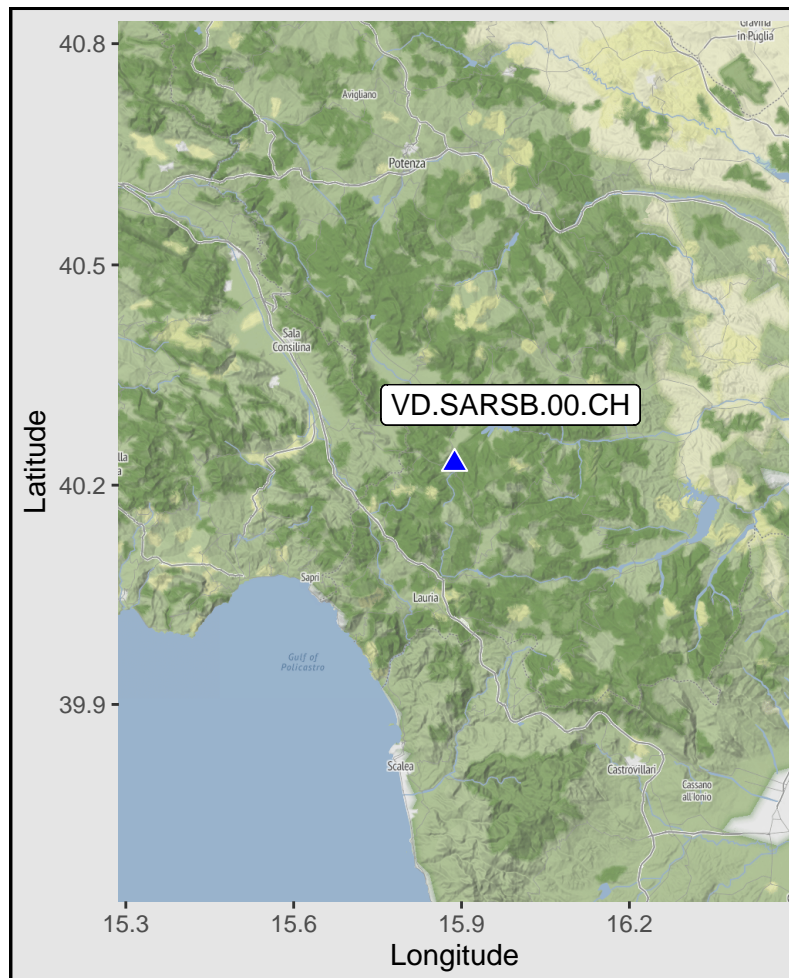 Gravina
in Puglia
40.8
Avigliano
Potenza
40.5
Sala
Consilina
VD.SARSB.00.CH
Latitude
lla
a
40.2
Sapri
Lauria
Gulf of
Policastro
39.9
Scalea
Castrovillari
Cassano
all'Ionio
15.3
15.6
15.9
16.2
Longitude